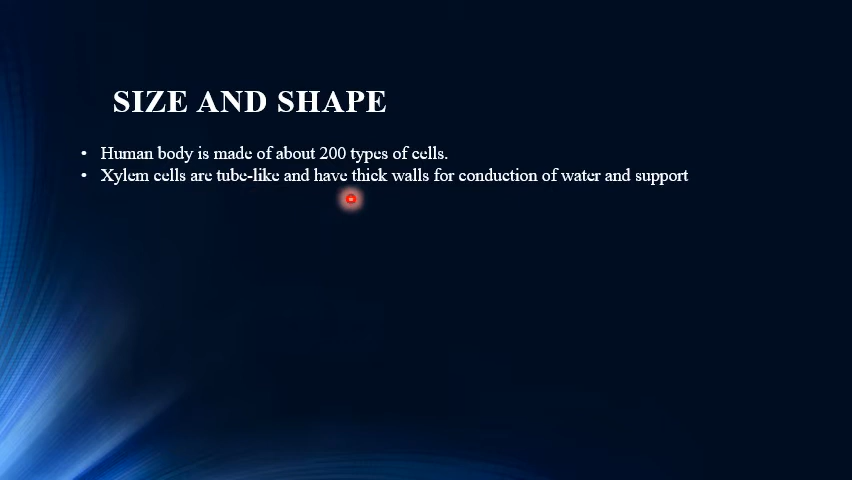 SIZE AND SHAPE
• Human body is made of about 200 types of cells.
• Xylem cells are tube-like and have thick walls for conduction of water and support